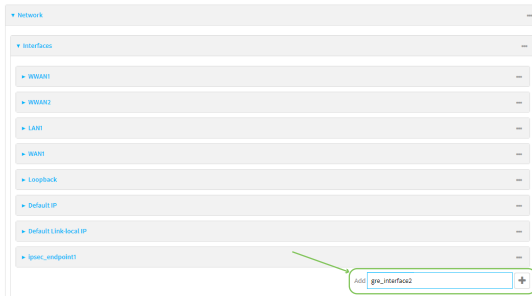 Network
Interfaces
WWAN1
WWAN2
LAN1
WAN1
Loopback
Default IP
Default Link-local IP
ipsec_endpoint1
Add gre_interface2